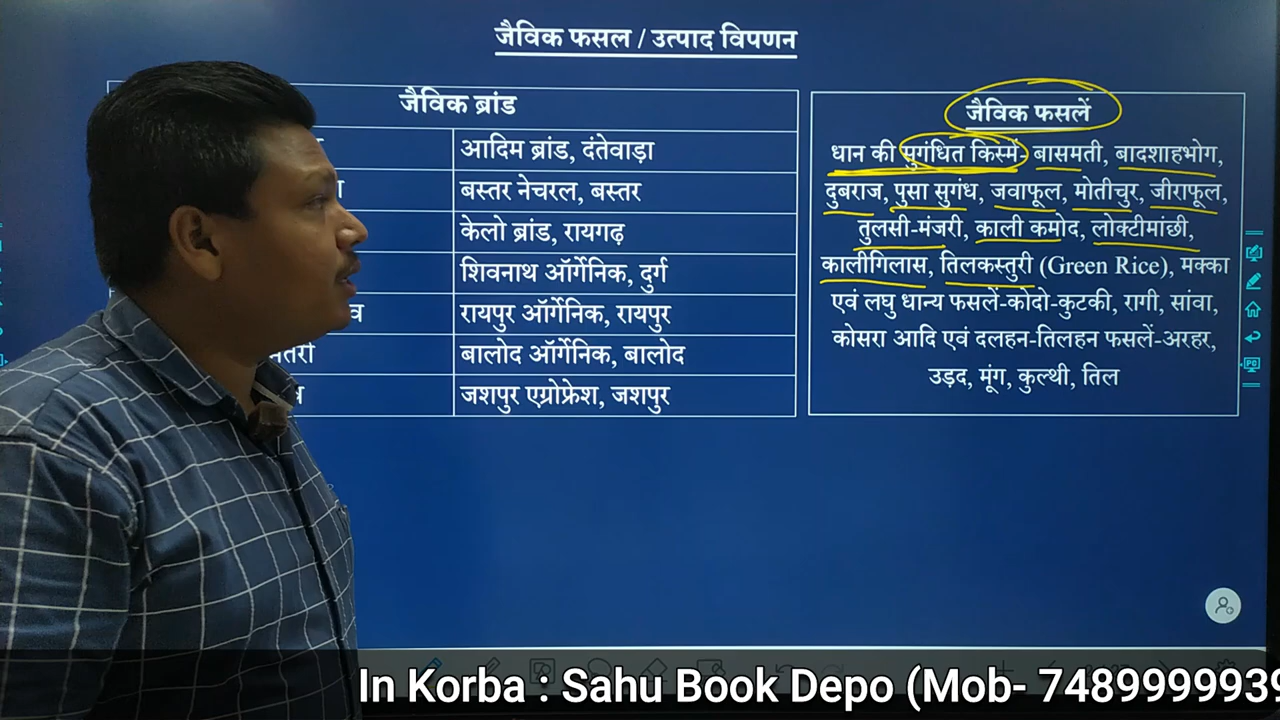 जैविक फसल / उत्पाद विपणन
जैविक ब्रांड
आदिम ब्रांड, दंतेवाड़ा
बस्तर नेचरल, बस्तर
केलो ब्रांड, रायगढ़
शिवनाथ ऑर्गेनिक, दुर्ग
रायपुर ऑर्गेनिक, रायपुर
बालोद ऑर्गेनिक, बालोद
जशपुर एग्रोफ्रेश, जशपुर
जैविक फसलें
धान की सुगंधित किस्में- बासमती, बादशाहभोग,
दुबराज, पुसा सुगंध, जवाफूल, मोतीचुर, जीराफूल,
तुलसी-मंजरी, काली कमोद, लोक्टीमांछी,
कालीगिलास, तिलकस्तुरी (Green Rice), मक्का
एवं लघु धान्य फसलें-कोदो-कुटकी, रागी, सांवा,
कोसरा आदि एवं दलहन-तिलहन फसलें-अरहर,
उड़द, मूंग, कुल्थी, तिल
In Korba : Sahu Book Depo (Mob- 7489999939